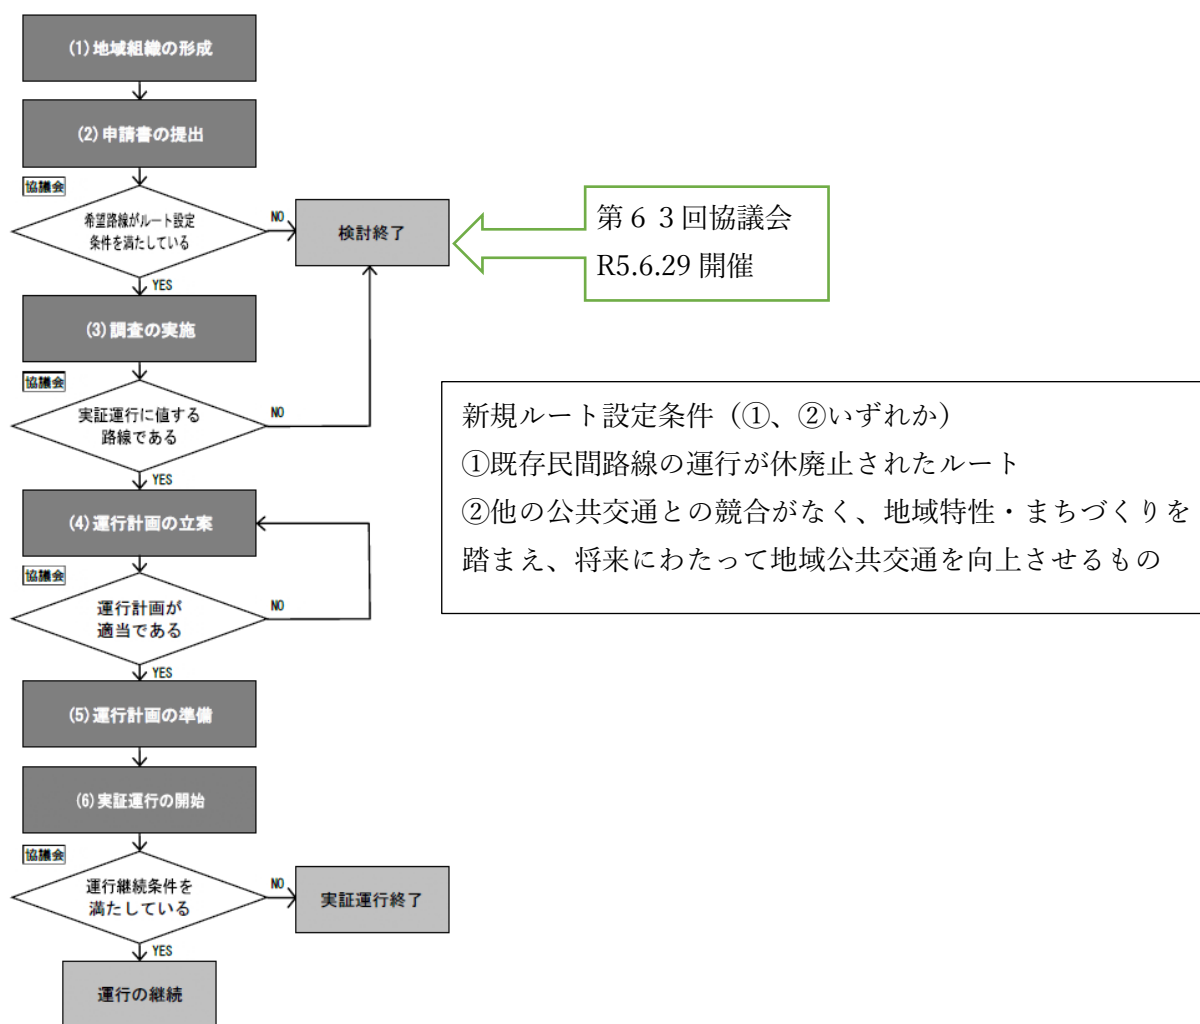 (1)地域組織の形成
(2)申請書の提出
協議会
希望路線がルート設定
条件を満たしている
NO
検討終了
第６３回協議会
R5.6.29 開催
YES
(3)調査の実施
協議会
実証運行に値する
路線である
NO
YES
新規ルート設定条件（①、②いずれか）
①既存民間路線の運行が休廃止されたルート
②他の公共交通との競合がなく、地域特性・まちづくりを
踏まえ、将来にわたって地域公共交通を向上させるもの
(4)運行計画の立案
協議会
運行計画が
適当である
NO
YES
(5)運行計画の準備
(6)実証運行の開始
協議会
運行継続条件を
満たしている
NO
実証運行終了
YES
運行の継続